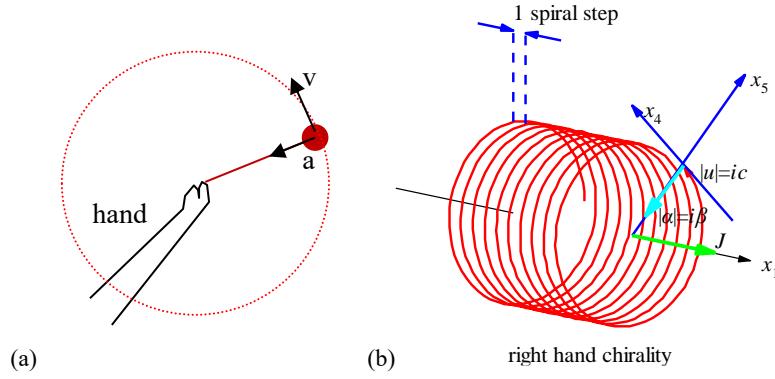 v
a
hand
(a)
1 spiral step
x₅
x₄
|u|=ic
|α|=iβ
J
(b)
right hand chirality